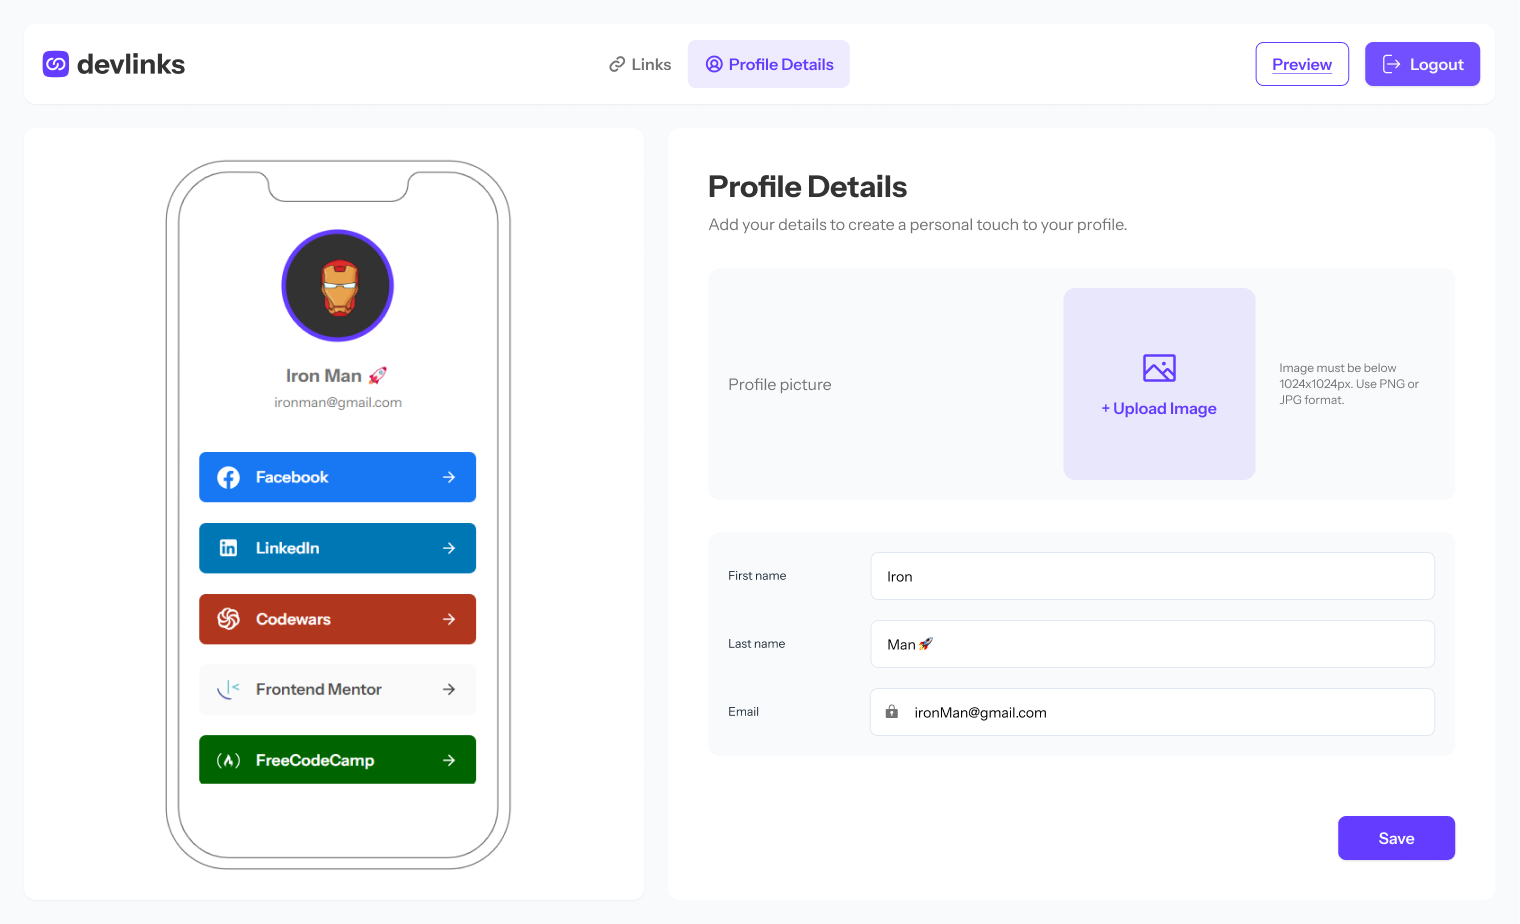 devlinks
Links
Profile Details
Preview
Logout
Iron Man 🚀
ironman@gmail.com
Facebook
LinkedIn
Codewars
Frontend Mentor
FreeCodeCamp
Profile Details
Add your details to create a personal touch to your profile.
Profile picture
+ Upload Image
Image must be below
1024x1024px. Use PNG or
JPG format.
First name
Iron
Last name
Man 🚀
Email
ironMan@gmail.com
Save